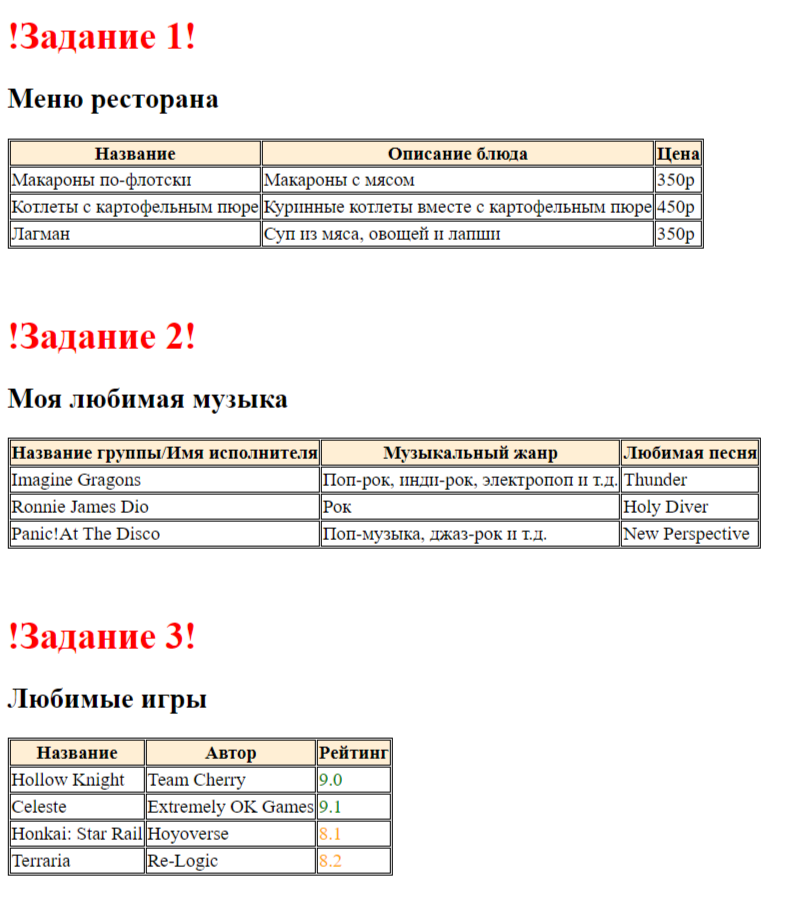 !Задание 1!
Меню ресторана
Название Описание блюда Цена
Макароны по-флотски Макароны с мясом 350р
Котлеты с картофельным пюре Куринные котлеты вместе с картофельным пюре 450р
Лагман Суп из мяса, овощей и лапши 350р
!Задание 2!
Моя любимая музыка
Название группы/Имя исполнителя Музыкальный жанр Любимая песня
Imagine Gragons Поп-рок, инди-рок, электропоп и т.д. Thunder
Ronnie James Dio Рок Holy Diver
Panic!At The Disco Поп-музыка, джаз-рок и т.д. New Perspective
!Задание 3!
Любимые игры
Название Автор Рейтинг
Hollow Knight Team Cherry 9.0
Celeste Extremely OK Games 9.1
Honkai: Star Rail Hoyoverse 8.1
Terraria Re-Logic 8.2